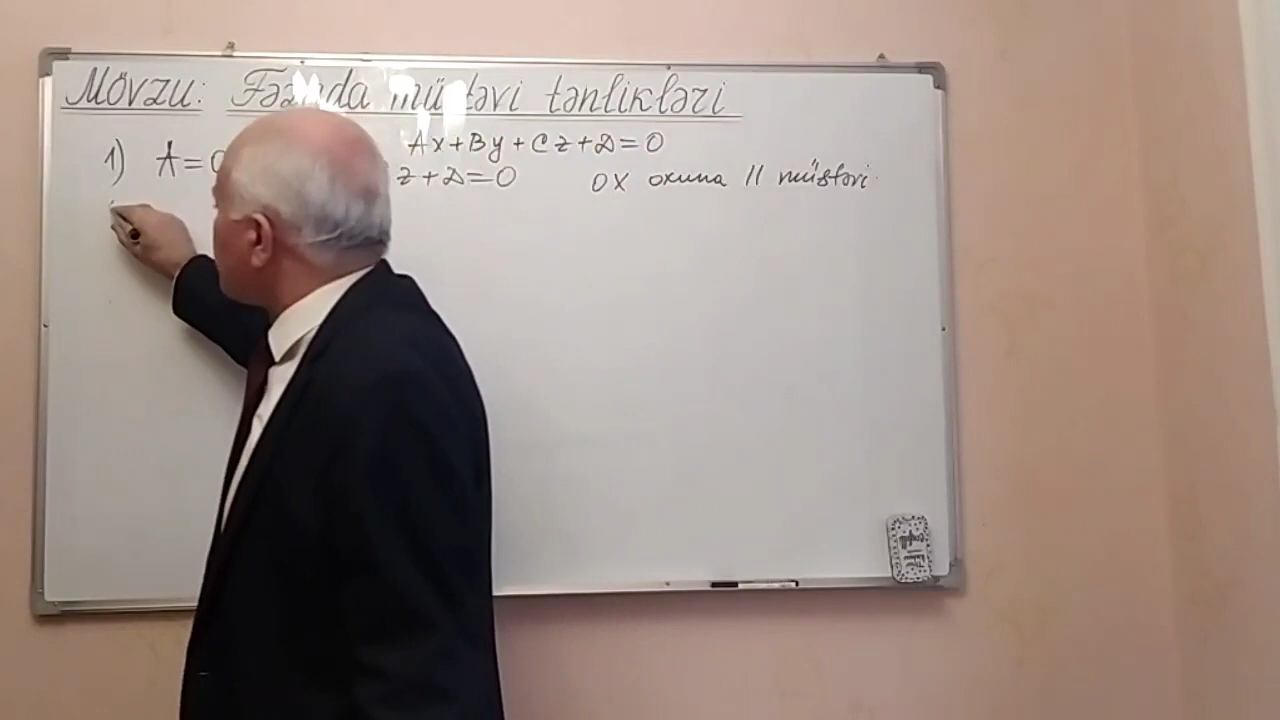 Mövzu: Fəzada müstəvi tənlikləri
Ax+By+Cz+D=0
1) A=0 z+D=0 OX oxuna || müstəvi